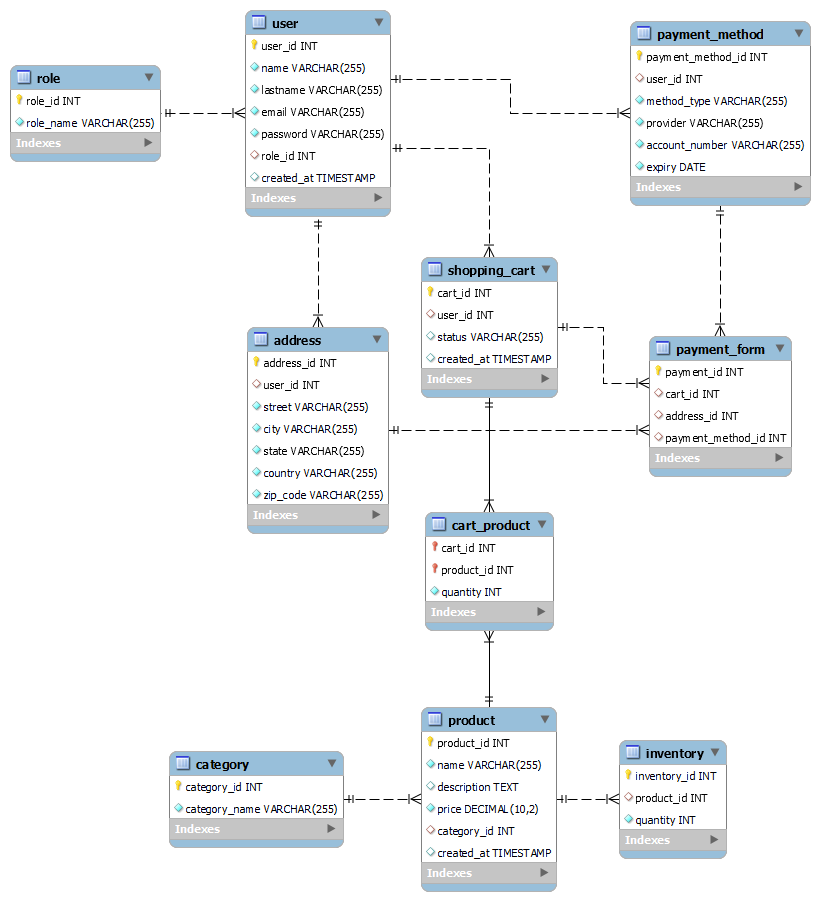 role
role_id INT
role_name VARCHAR(255)
Indexes
user
user_id INT
name VARCHAR(255)
lastname VARCHAR(255)
email VARCHAR(255)
password VARCHAR(255)
role_id INT
created_at TIMESTAMP
Indexes
payment_method
payment_method_id INT
user_id INT
method_type VARCHAR(255)
provider VARCHAR(255)
account_number VARCHAR(255)
expiry DATE
Indexes
address
address_id INT
user_id INT
street VARCHAR(255)
city VARCHAR(255)
state VARCHAR(255)
country VARCHAR(255)
zip_code VARCHAR(255)
Indexes
shopping_cart
cart_id INT
user_id INT
status VARCHAR(255)
created_at TIMESTAMP
Indexes
payment_form
payment_id INT
cart_id INT
address_id INT
payment_method_id INT
Indexes
cart_product
cart_id INT
product_id INT
quantity INT
Indexes
category
category_id INT
category_name VARCHAR(255)
Indexes
product
product_id INT
name VARCHAR(255)
description TEXT
price DECIMAL(10,2)
category_id INT
created_at TIMESTAMP
Indexes
inventory
inventory_id INT
product_id INT
quantity INT
Indexes